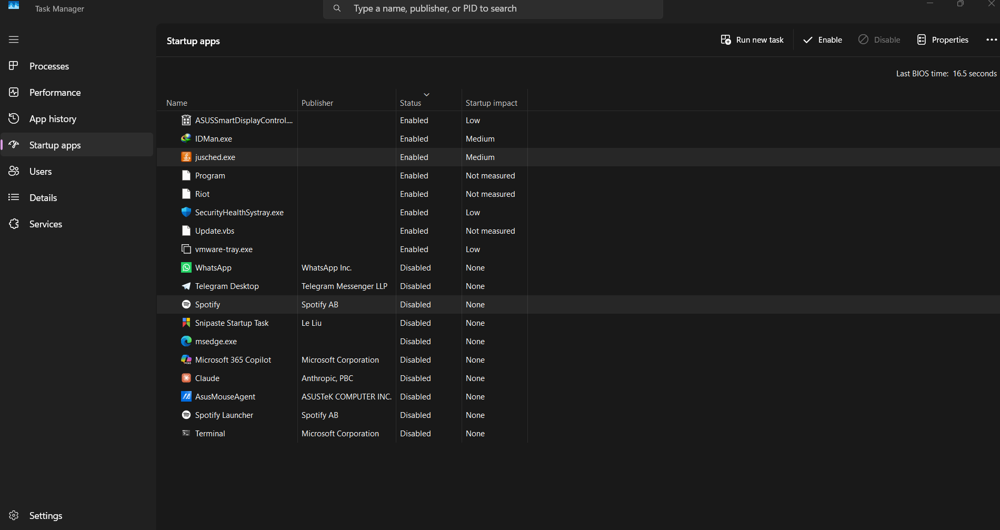 Task Manager
Type a name, publisher, or PID to search
Startup apps
Run new task
Enable
Disable
Properties
Processes
Performance
App history
Startup apps
Users
Details
Services
Settings
Last BIOS time: 16.5 seconds
Name Publisher Status Startup impact
ASUSSmartDisplayControl.... Enabled Low
IDMan.exe Enabled Medium
jusched.exe Enabled Medium
Program Enabled Not measured
Riot Enabled Not measured
SecurityHealthSystray.exe Enabled Low
Update.vbs Enabled Not measured
vmware-tray.exe Enabled Low
WhatsApp WhatsApp Inc. Disabled None
Telegram Desktop Telegram Messenger LLP Disabled None
Spotify Spotify AB Disabled None
Snipaste Startup Task Le Liu Disabled None
msedge.exe Disabled None
Microsoft 365 Copilot Microsoft Corporation Disabled None
Claude Anthropic, PBC Disabled None
AsusMouseAgent ASUSTeK COMPUTER INC. Disabled None
Spotify Launcher Spotify AB Disabled None
Terminal Microsoft Corporation Disabled None